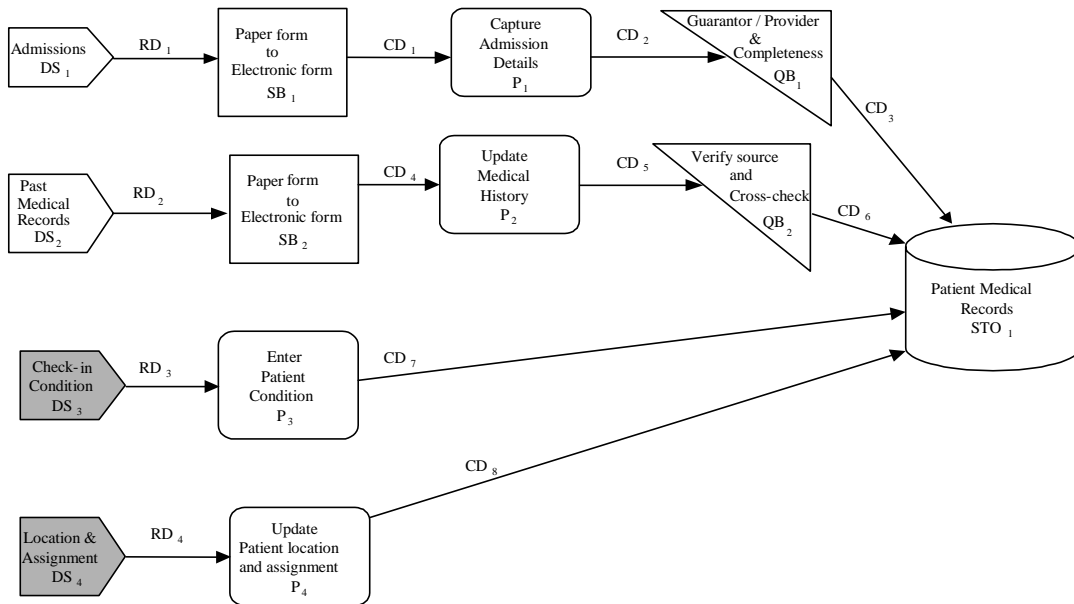 Admissions
DS 1
RD 1
Paper form
to
Electronic form
SB 1
CD 1
Capture
Admission
Details
P 1
CD 2
Guarantor / Provider
&
Completeness
QB 1
CD 3
Past
Medical
Records
DS 2
RD 2
Paper form
to
Electronic form
SB 2
CD 4
Update
Medical
History
P 2
CD 5
Verify source
and
Cross-check
QB 2
CD 6
Patient Medical
Records
STO 1
Check-in
Condition
DS 3
RD 3
Enter
Patient
Condition
P 3
CD 7
Location &
Assignment
DS 4
RD 4
Update
Patient location
and assignment
P 4
CD 8